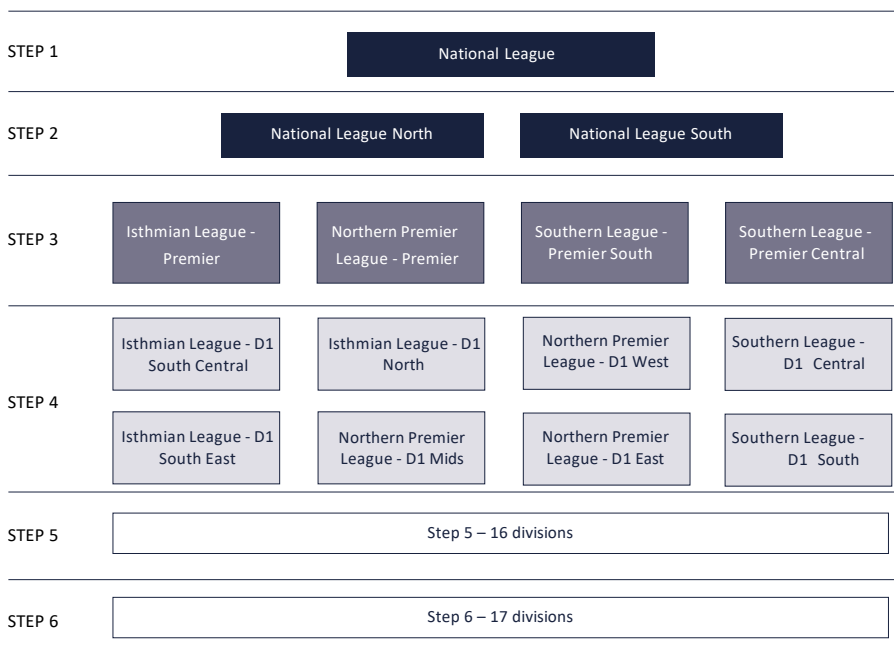 STEP 1
National League
STEP 2
National League North
National League South
STEP 3
Isthmian League -
Premier
Northern Premier
League - Premier
Southern League -
Premier South
Southern League -
Premier Central
STEP 4
Isthmian League - D1
South Central
Isthmian League - D1
North
Northern Premier
League - D1 West
Southern League -
D1 Central
Isthmian League - D1
South East
Northern Premier
League - D1 Mids
Northern Premier
League - D1 East
Southern League -
D1 South
STEP 5
Step 5 – 16 divisions
STEP 6
Step 6 – 17 divisions